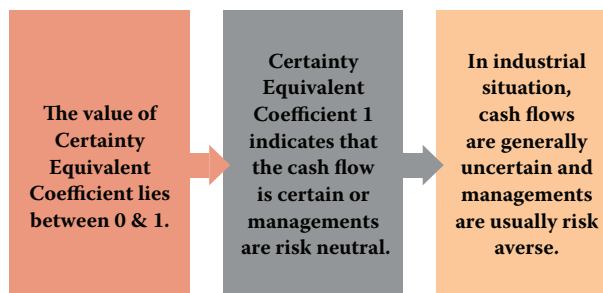 The value of
Certainty
Equivalent
Coefficient lies
between 0 & 1.
Certainty
Equivalent
Coefficient 1
indicates that
the cash flow
is certain or
managements
are risk neutral.
In industrial
situation,
cash flows
are generally
uncertain and
managements
are usually risk
averse.